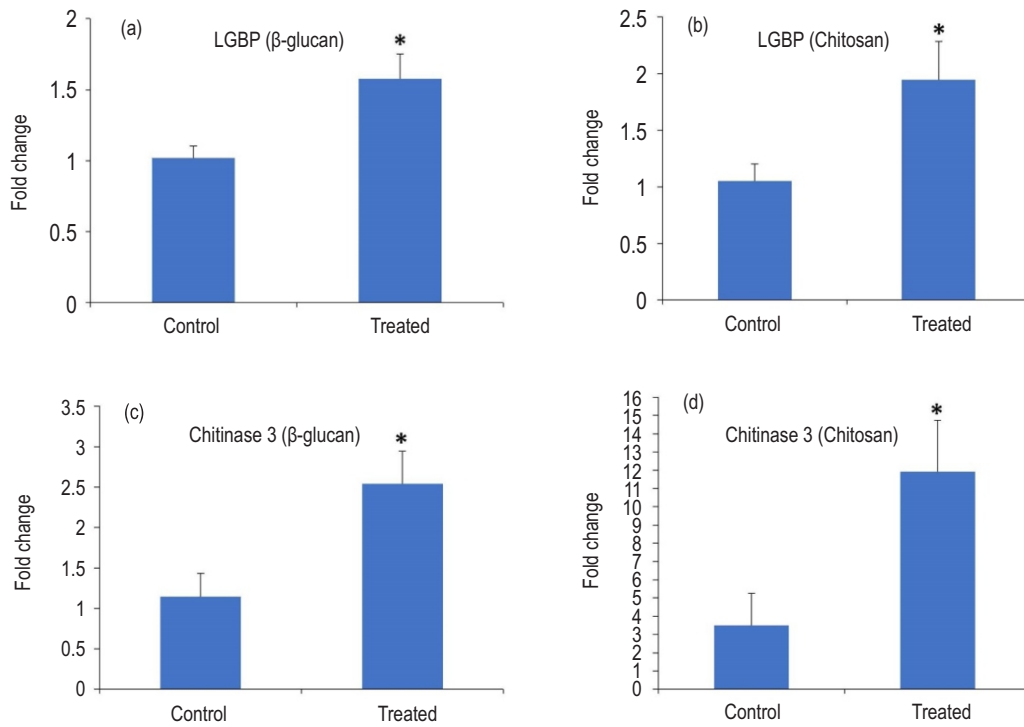 (a)
LGBP (β-glucan)
*
Fold change
2
1.5
1
0.5
0
Control
Treated
(b)
LGBP (Chitosan)
*
Fold change
2.5
2
1.5
1
0.5
0
Control
Treated
(c)
Chitinase 3 (β-glucan)
*
Fold change
3.5
3
2.5
2
1.5
1
0.5
0
Control
Treated
(d)
Chitinase 3 (Chitosan)
*
Fold change
16
15
14
13
12
11
10
9
8
7
6
5
4
3
2
1
0
Control
Treated